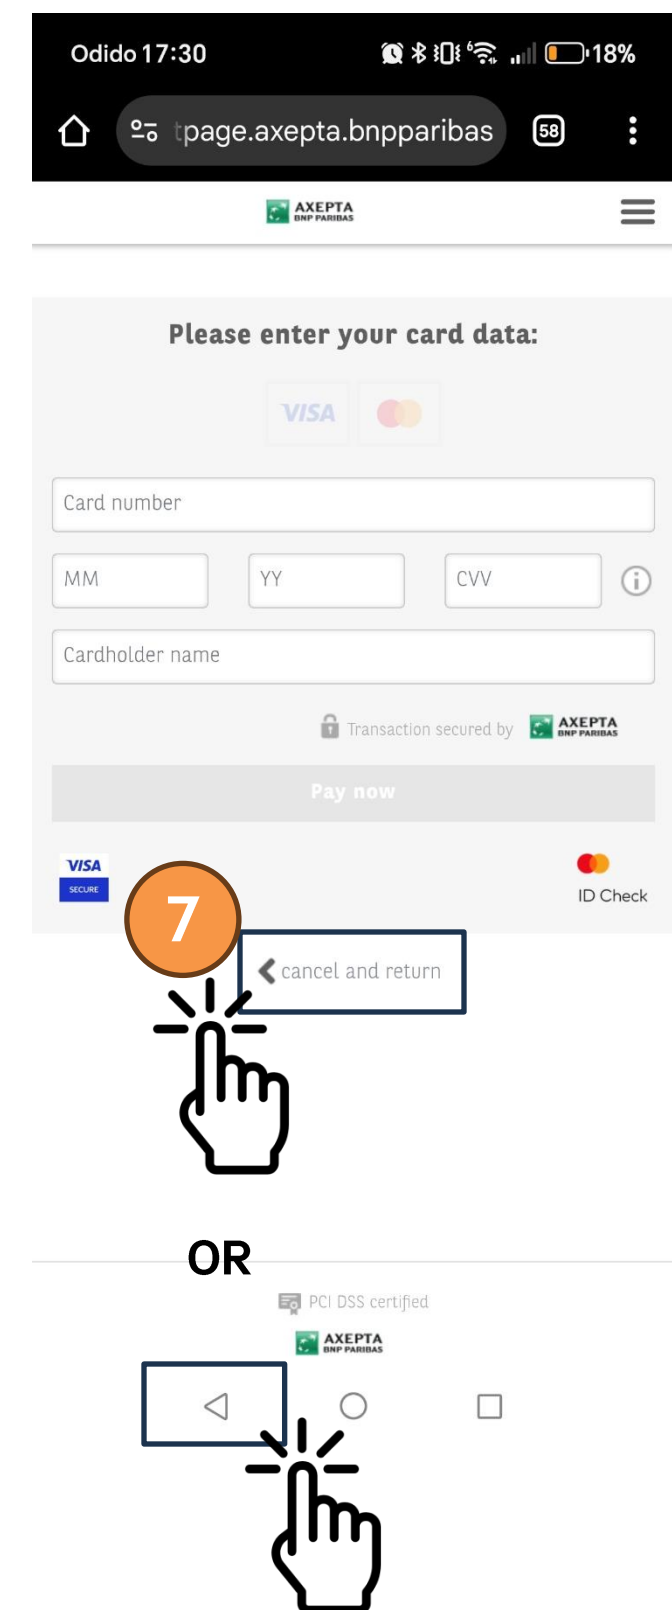 Odido 17:30 6 18%
tpage.axepta.bnpparibas 58
AXEPTA
BNP PARIBAS
Please enter your card data:
VISA
Card number
MM YY CVV i
Cardholder name
Transaction secured by AXEPTA
BNP PARIBAS
Pay now
VISA
SECURE
ID Check
7
cancel and return
OR
PCI DSS certified
AXEPTA
BNP PARIBAS